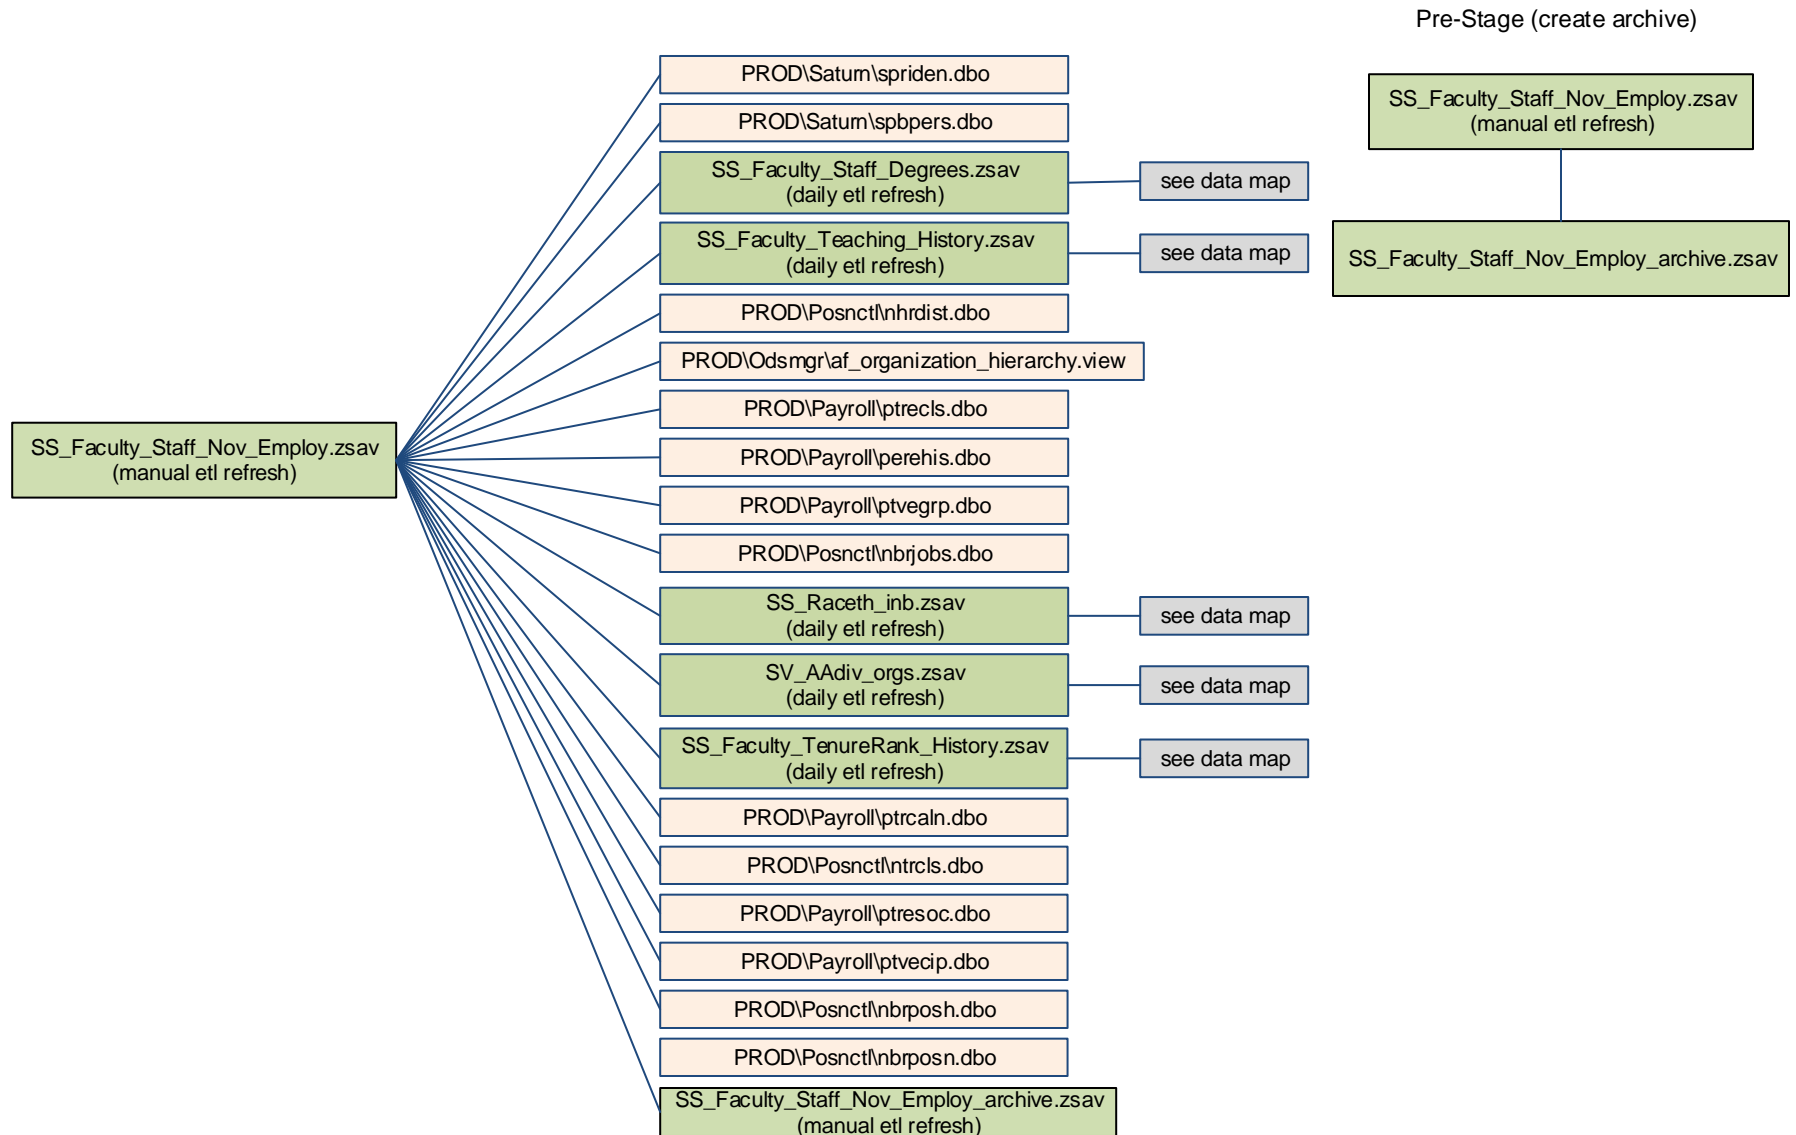 Pre-Stage (create archive)
SS_Faculty_Staff_Nov_Employ.zsav
(manual etl refresh)
SS_Faculty_Staff_Nov_Employ_archive.zsav
SS_Faculty_Staff_Nov_Employ.zsav
(manual etl refresh)
PROD\Saturn\spriden.dbo
PROD\Saturn\spbpers.dbo
SS_Faculty_Staff_Degrees.zsav
(daily etl refresh)
see data map
SS_Faculty_Teaching_History.zsav
(daily etl refresh)
see data map
PROD\Posnctl\nhrdist.dbo
PROD\Odsmgr\af_organization_hierarchy.view
PROD\Payroll\ptrecls.dbo
PROD\Payroll\perehis.dbo
PROD\Payroll\ptvegrp.dbo
PROD\Posnctl\nbrjobs.dbo
SS_Raceth_inb.zsav
(daily etl refresh)
see data map
SV_AAdiv_orgs.zsav
(daily etl refresh)
see data map
SS_Faculty_TenureRank_History.zsav
(daily etl refresh)
see data map
PROD\Payroll\ptrcaln.dbo
PROD\Posnctl\ntrcls.dbo
PROD\Payroll\ptresoc.dbo
PROD\Payroll\ptvecip.dbo
PROD\Posnctl\nbrposh.dbo
PROD\Posnctl\nbrposn.dbo
SS_Faculty_Staff_Nov_Employ_archive.zsav
(manual etl refresh)